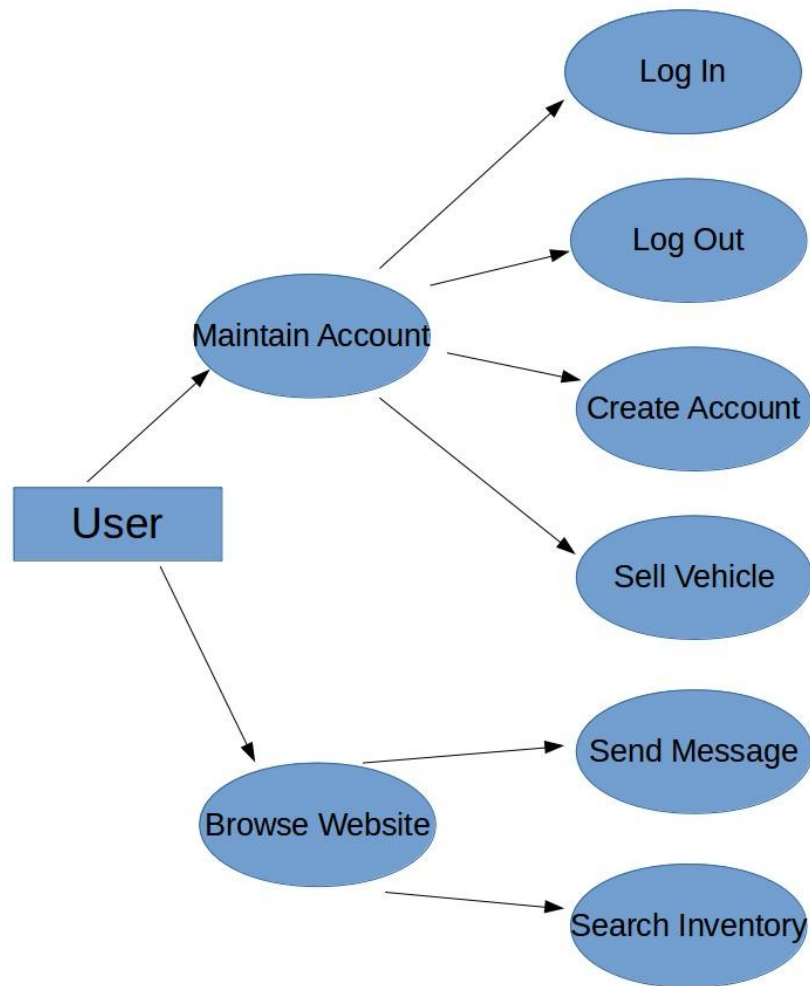 Log In
Log Out
Maintain Account
Create Account
User
Sell Vehicle
Send Message
Browse Website
Search Inventory